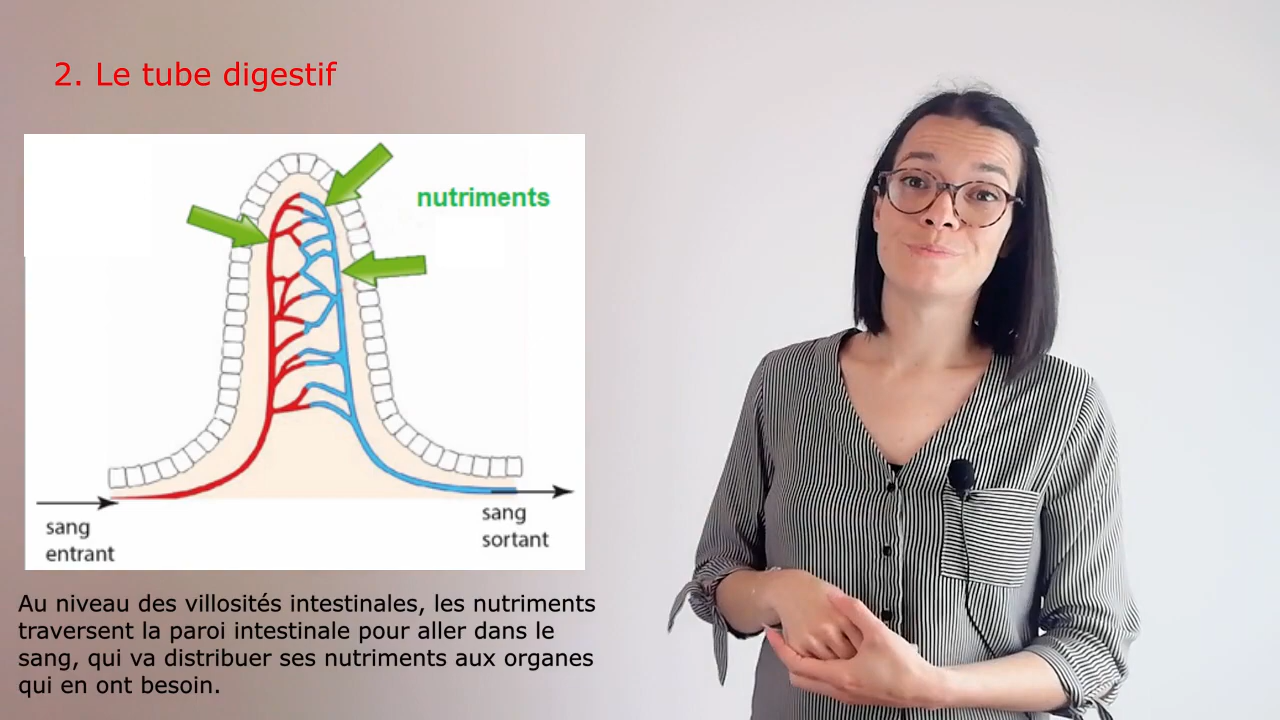 2. Le tube digestif
nutriments
sang
entrant
sang
sortant
Au niveau des villosités intestinales, les nutriments
traversent la paroi intestinale pour aller dans le
sang, qui va distribuer ses nutriments aux organes
qui en ont besoin.